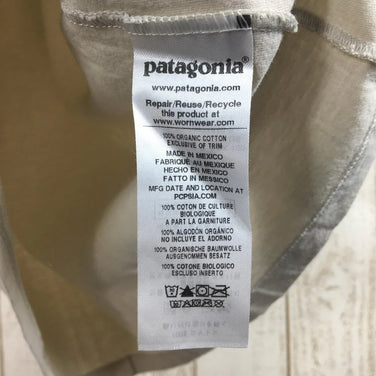 patagonia®
www.patagonia.com
Repair/Reuse/Recycle
this product at
www.wornwear.com
100% ORGANIC COTTON
EXCLUSIVE OF TRIM
MADE IN MEXICO
FABRIQUÉ AU MEXIQUE
HECHO EN MEXICO
FATTO IN MESSICO
MFG DATE AND LOCATION AT
PCPSIA.COM
100% COTON DE CULTURE
BIOLOGIQUE
A PART LA GARNITURE
100% ALGODÓN ORGÁNICO
NO INCLUYE EL ADORNO
100% ORGANISCHE BAUMWOLLE
AUSGENOMMEN BESATZ
100% COTONE BIOLOGICO
ESCLUSO INSERTO